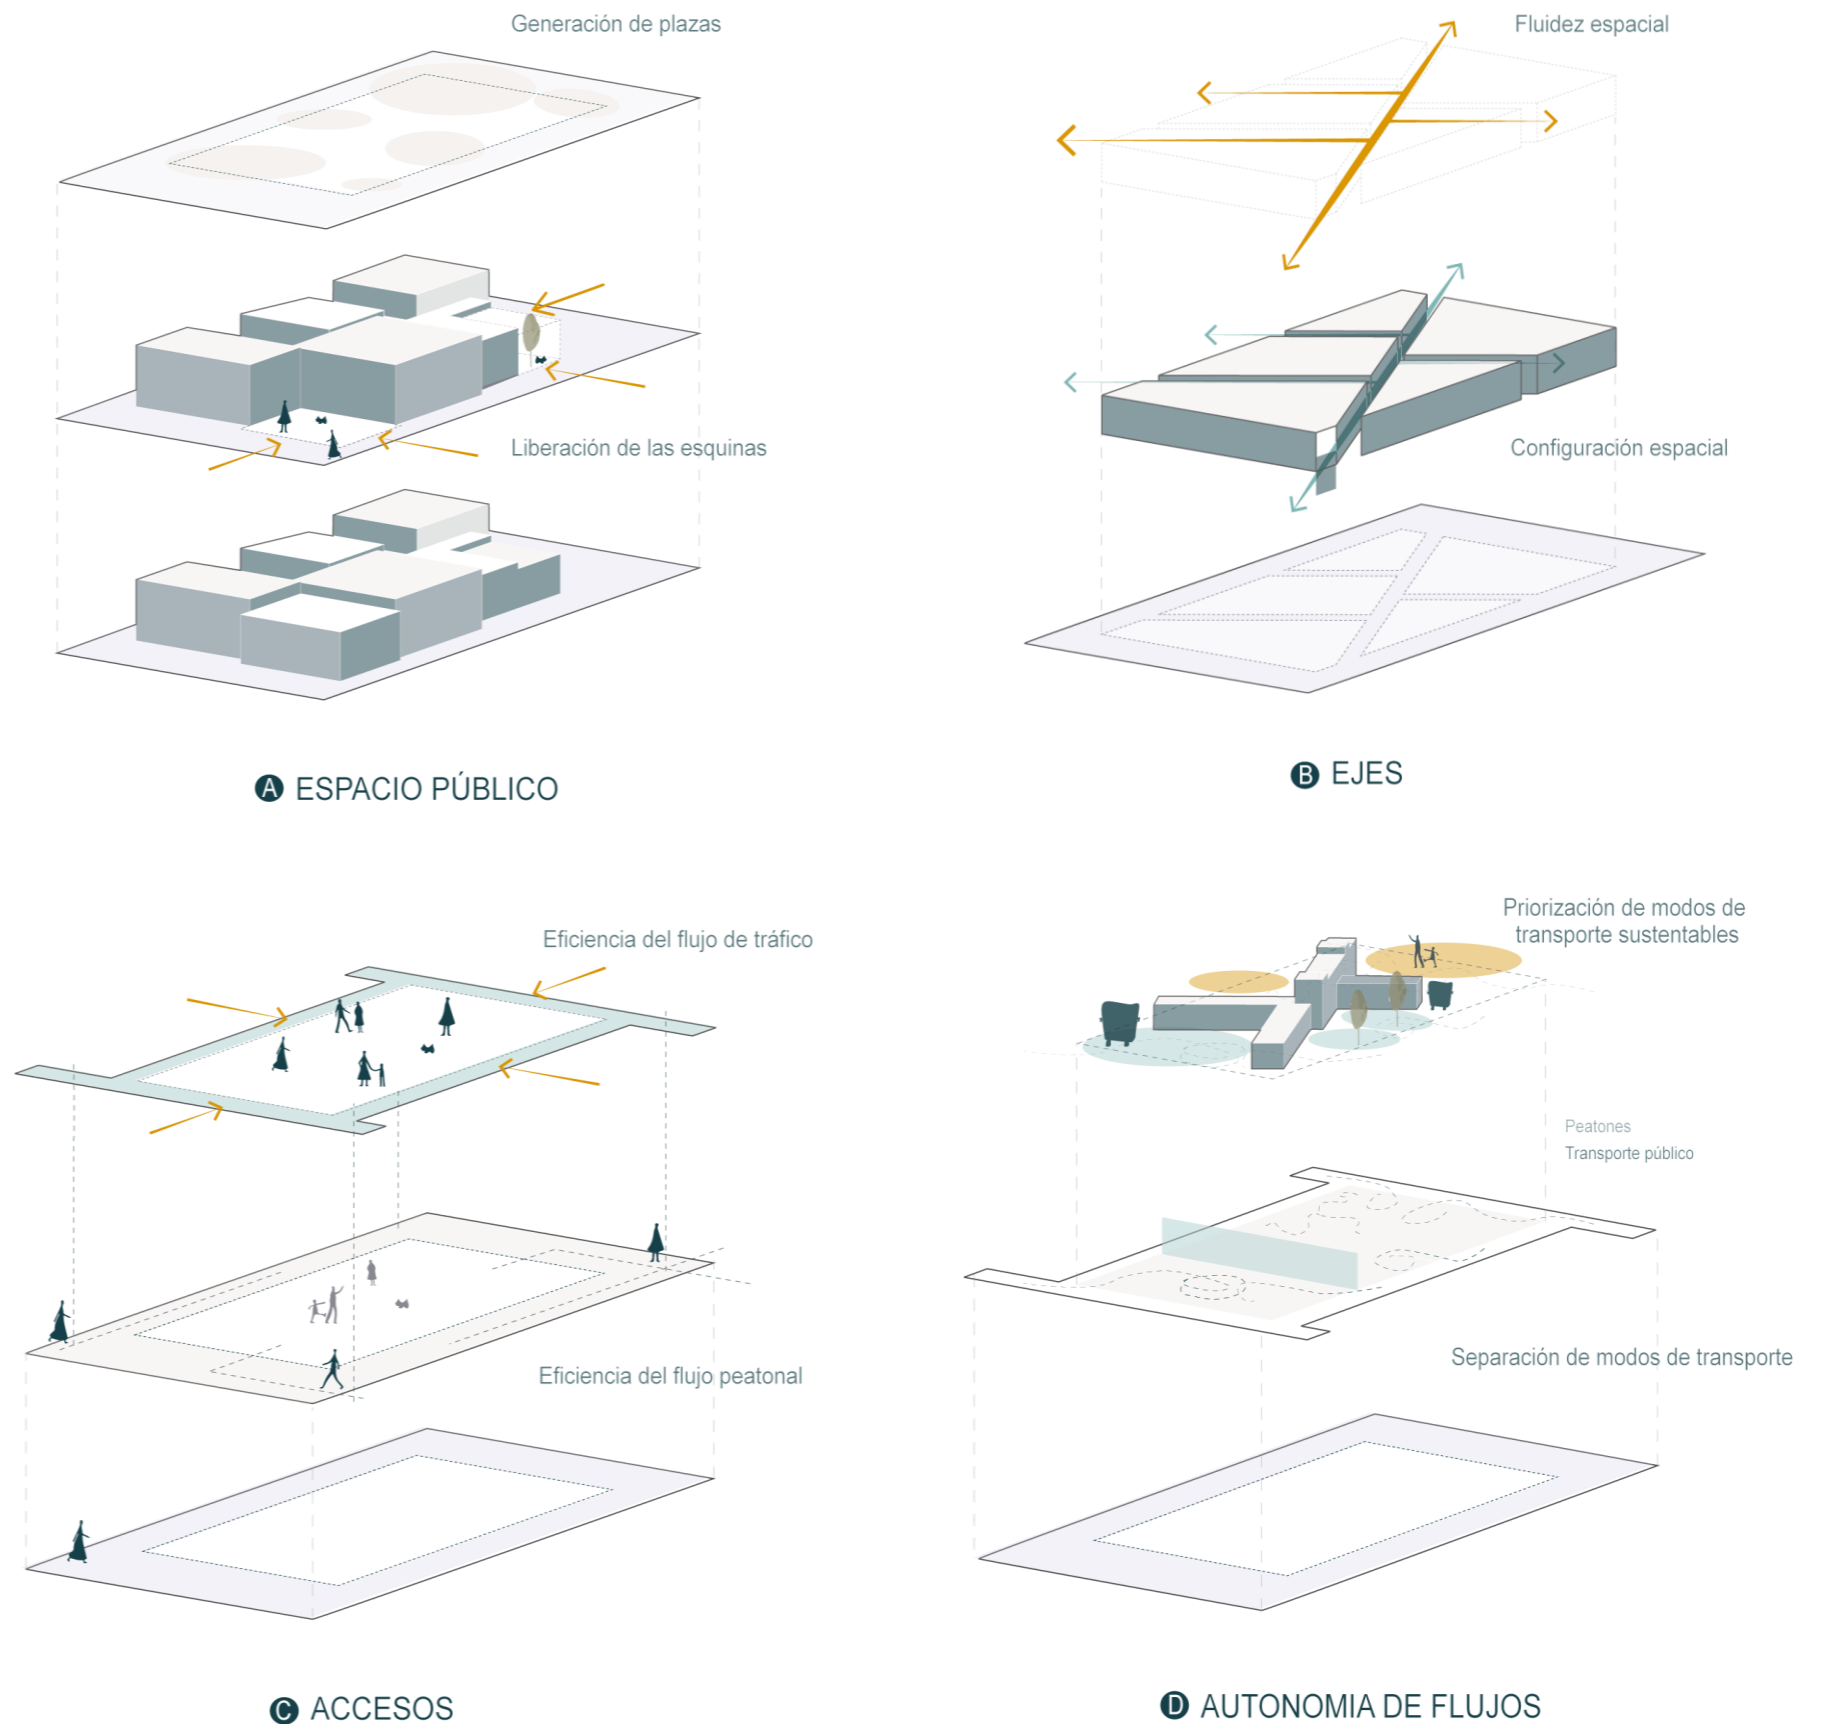 Generación de plazas
Liberación de las esquinas
A ESPACIO PÚBLICO
Fluidez espacial
Configuración espacial
B EJES
Eficiencia del flujo de tráfico
Eficiencia del flujo peatonal
C ACCESOS
Priorización de modos de
transporte sustentables
Peatones
Transporte público
Separación de modos de transporte
D AUTONOMIA DE FLUJOS